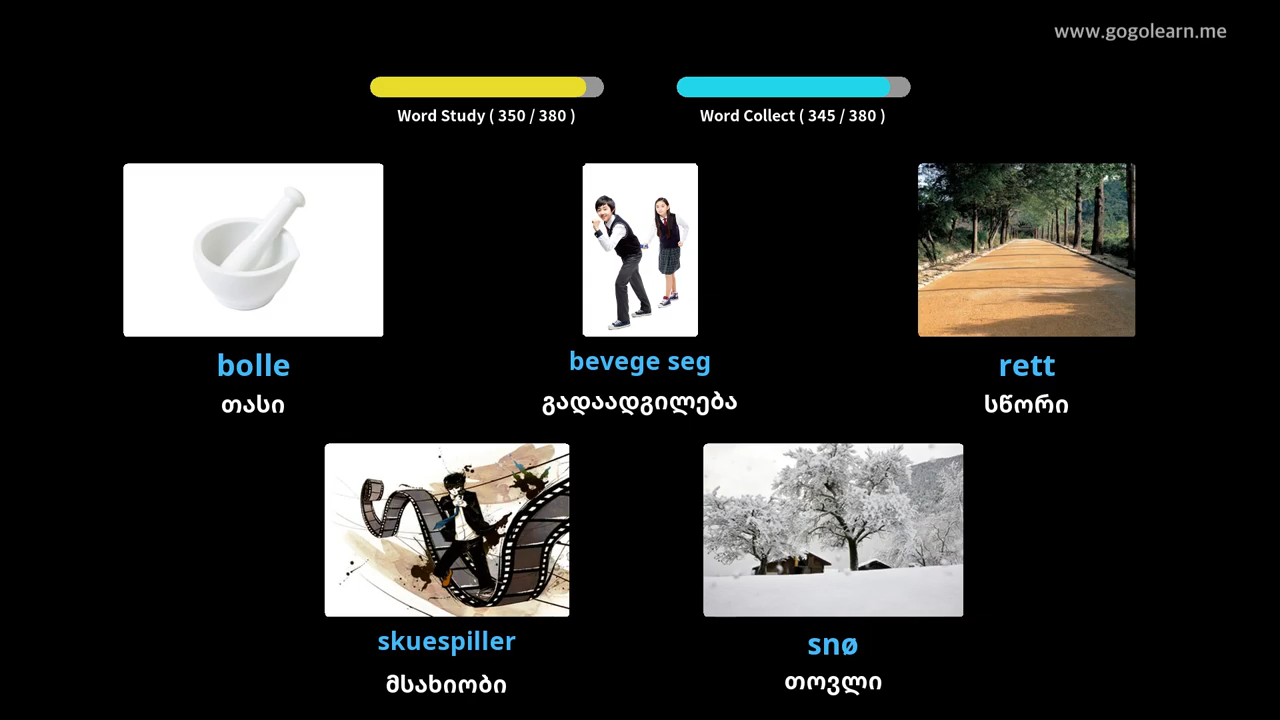 www.gogolearn.me
Word Study ( 350 / 380 )
Word Collect ( 345 / 380 )
bolle
თასი
bevege seg
გადაადგილება
rett
სწორი
skuespiller
მსახიობი
snø
თოვლი